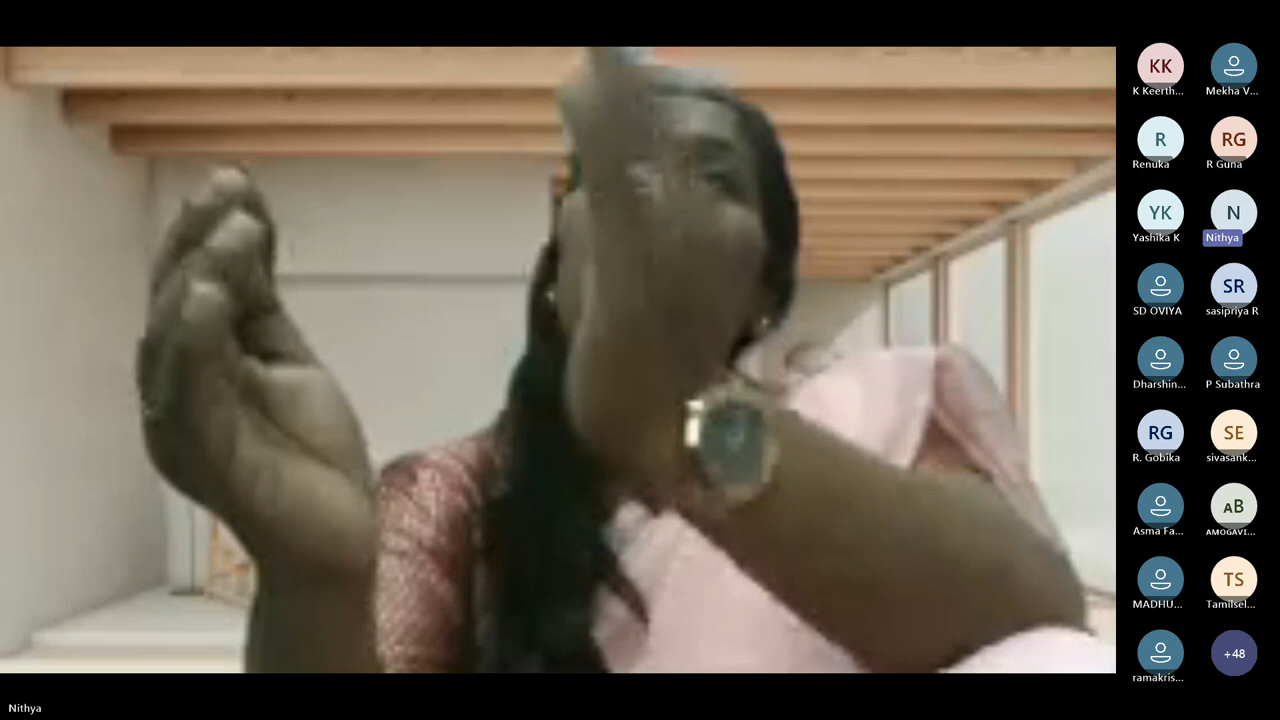 KK
K Keerth... Mekha V...
R RG
Renuka R Guna
YK N
Yashika K Nithya
SR
SD OVIYA sasipriya R
Dharshin... P Subathra
RG SE
R. Gobika sivasank...
AB
Asma Fa... AMOGAVI...
TS
MADHU... Tamilsel...
+48
ramakris...
Nithya